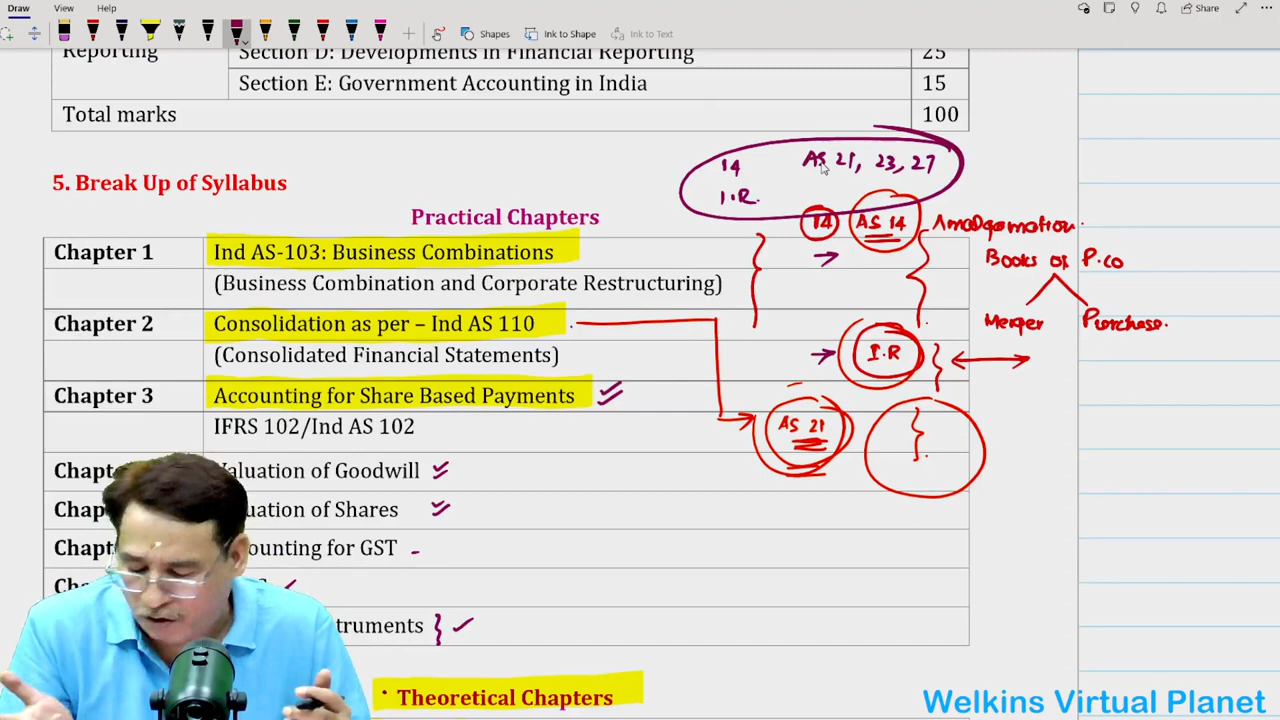 Draw View Help
Share
Shapes Ink to Shape Ink to Text
Reporting Section D: Developments in Financial Reporting 25
Section E: Government Accounting in India 15
Total marks 100
14 AS 21, 23, 27
I.R.
5. Break Up of Syllabus
Practical Chapters
14 AS 14 Amalgamation.
Chapter 1 Ind AS-103: Business Combinations
Books of P.co
(Business Combination and Corporate Restructuring)
Chapter 2 Consolidation as per – Ind AS 110
Merger Purchase.
(Consolidated Financial Statements)
I.R
Chapter 3 Accounting for Share Based Payments
IFRS 102/Ind AS 102
AS 21
Valuation of Goodwill
Chap uation of Shares
Chap ounting for GST
truments
Theoretical Chapters
Welkins Virtual Planet